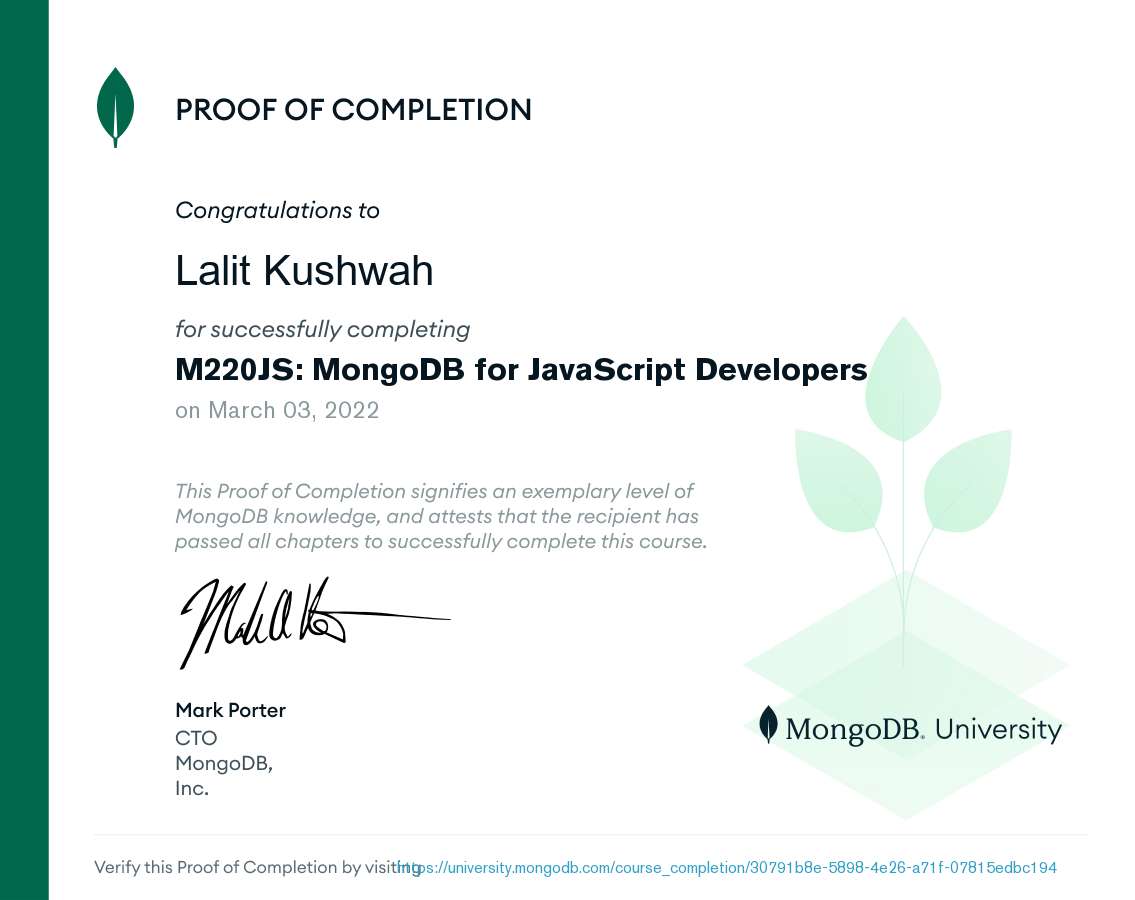 PROOF OF COMPLETION
Congratulations to
Lalit Kushwah
for successfully completing
M220JS: MongoDB for JavaScript Developers
on March 03, 2022
This Proof of Completion signifies an exemplary level of
MongoDB knowledge, and attests that the recipient has
passed all chapters to successfully complete this course.
Mark Porter
CTO
MongoDB,
Inc.
MongoDB. University
Verify this Proof of Completion by visiting https://university.mongodb.com/course_completion/30791b8e-5898-4e26-a71f-07815edbc194